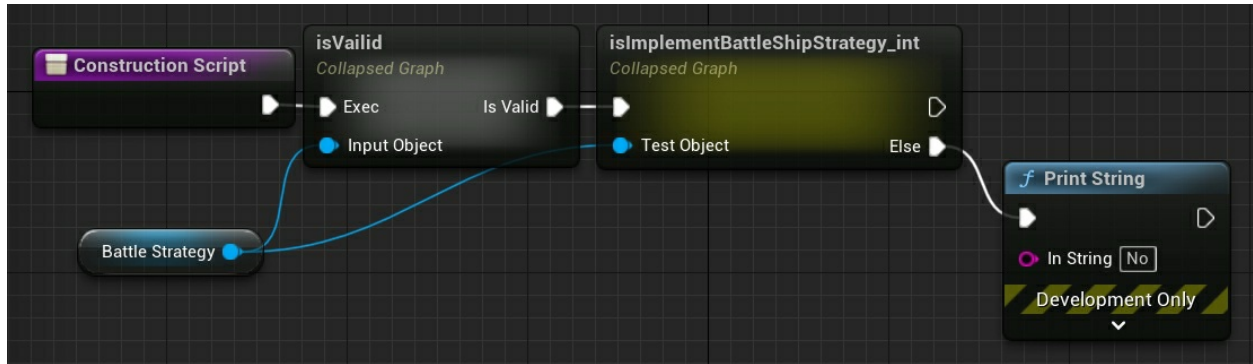 Construction Script
isVailid
Collapsed Graph
Exec
Is Valid
Input Object
isImplementBattleShipStrategy_int
Collapsed Graph
Test Object
Else
Battle Strategy
f Print String
In String No
Development Only